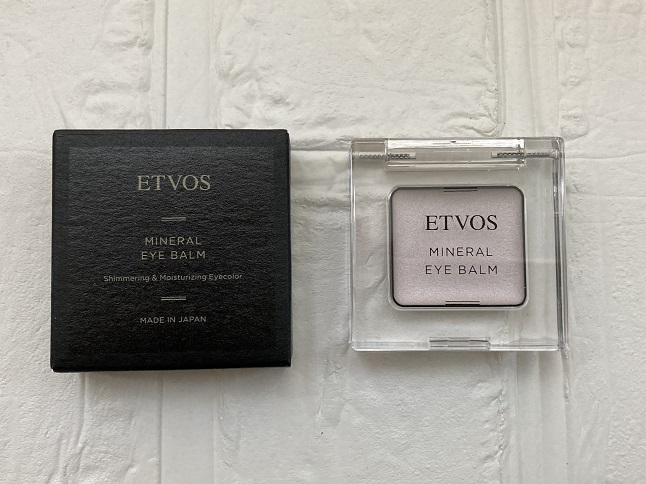 ETVOS
MINERAL
EYE BALM
Shimmering & Moisturizing Eyecolor
MADE IN JAPAN
ETVOS
MINERAL
EYE BALM